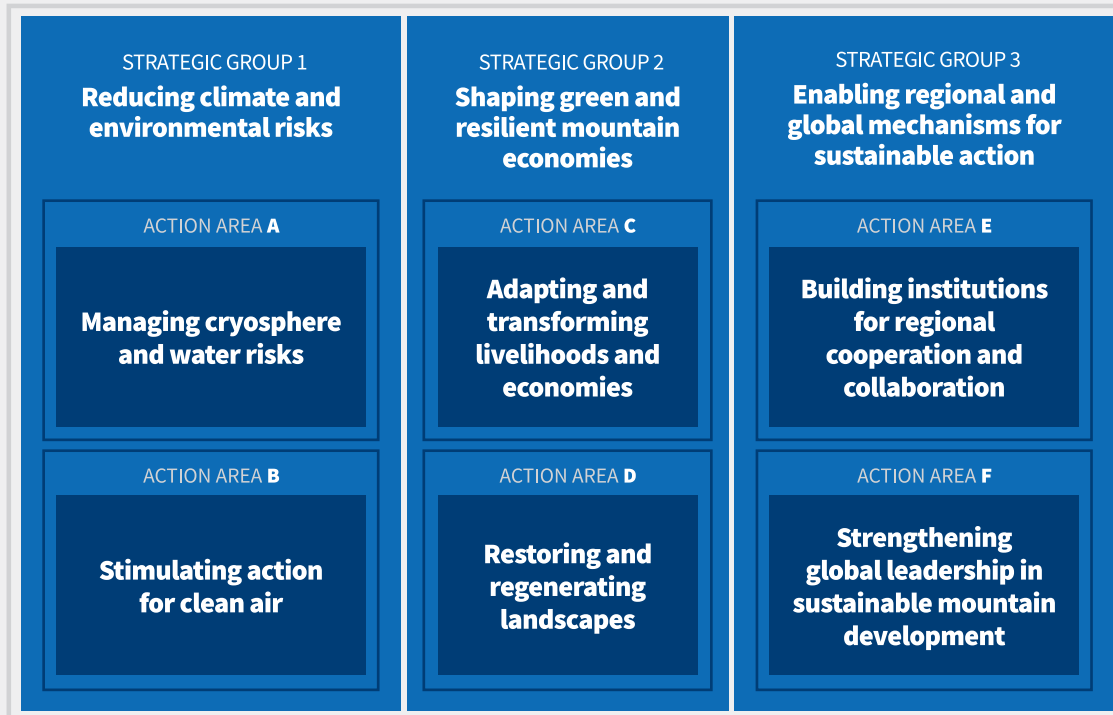 STRATEGIC GROUP 1
Reducing climate and
environmental risks
ACTION AREA A
Managing cryosphere
and water risks
ACTION AREA B
Stimulating action
for clean air
STRATEGIC GROUP 2
Shaping green and
resilient mountain
economies
ACTION AREA C
Adapting and
transforming
livelihoods and
economies
ACTION AREA D
Restoring and
regenerating
landscapes
STRATEGIC GROUP 3
Enabling regional and
global mechanisms for
sustainable action
ACTION AREA E
Building institutions
for regional
cooperation and
collaboration
ACTION AREA F
Strengthening
global leadership in
sustainable mountain
development